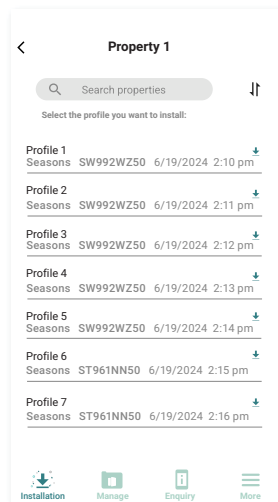 Property 1
Search properties
Select the profile you want to install:
Profile 1
Seasons SW992WZ50 6/19/2024 2:10 pm
Profile 2
Seasons SW992WZ50 6/19/2024 2:11 pm
Profile 3
Seasons SW992WZ50 6/19/2024 2:12 pm
Profile 4
Seasons SW992WZ50 6/19/2024 2:13 pm
Profile 5
Seasons SW992WZ50 6/19/2024 2:14 pm
Profile 6
Seasons ST961NN50 6/19/2024 2:15 pm
Profile 7
Seasons ST961NN50 6/19/2024 2:16 pm
Installation Manage Enquiry More